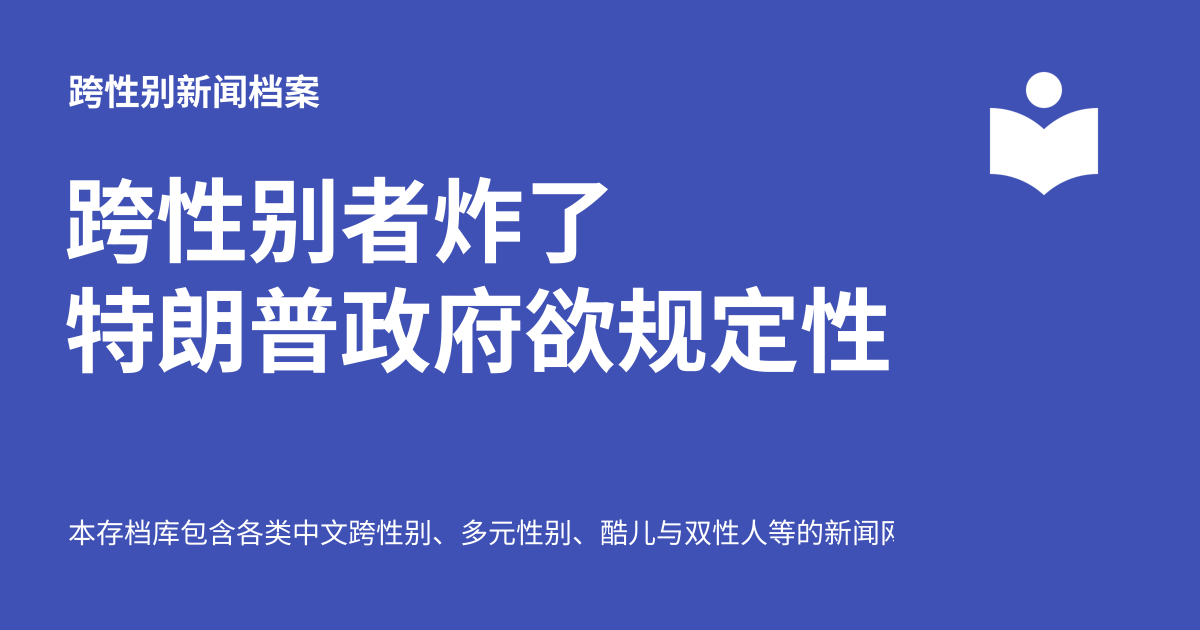 跨性别新闻档案
跨性别者炸了
特朗普政府欲规定性
本存档库包含各类中文跨性别、多元性别、酷儿与双性人等的新闻